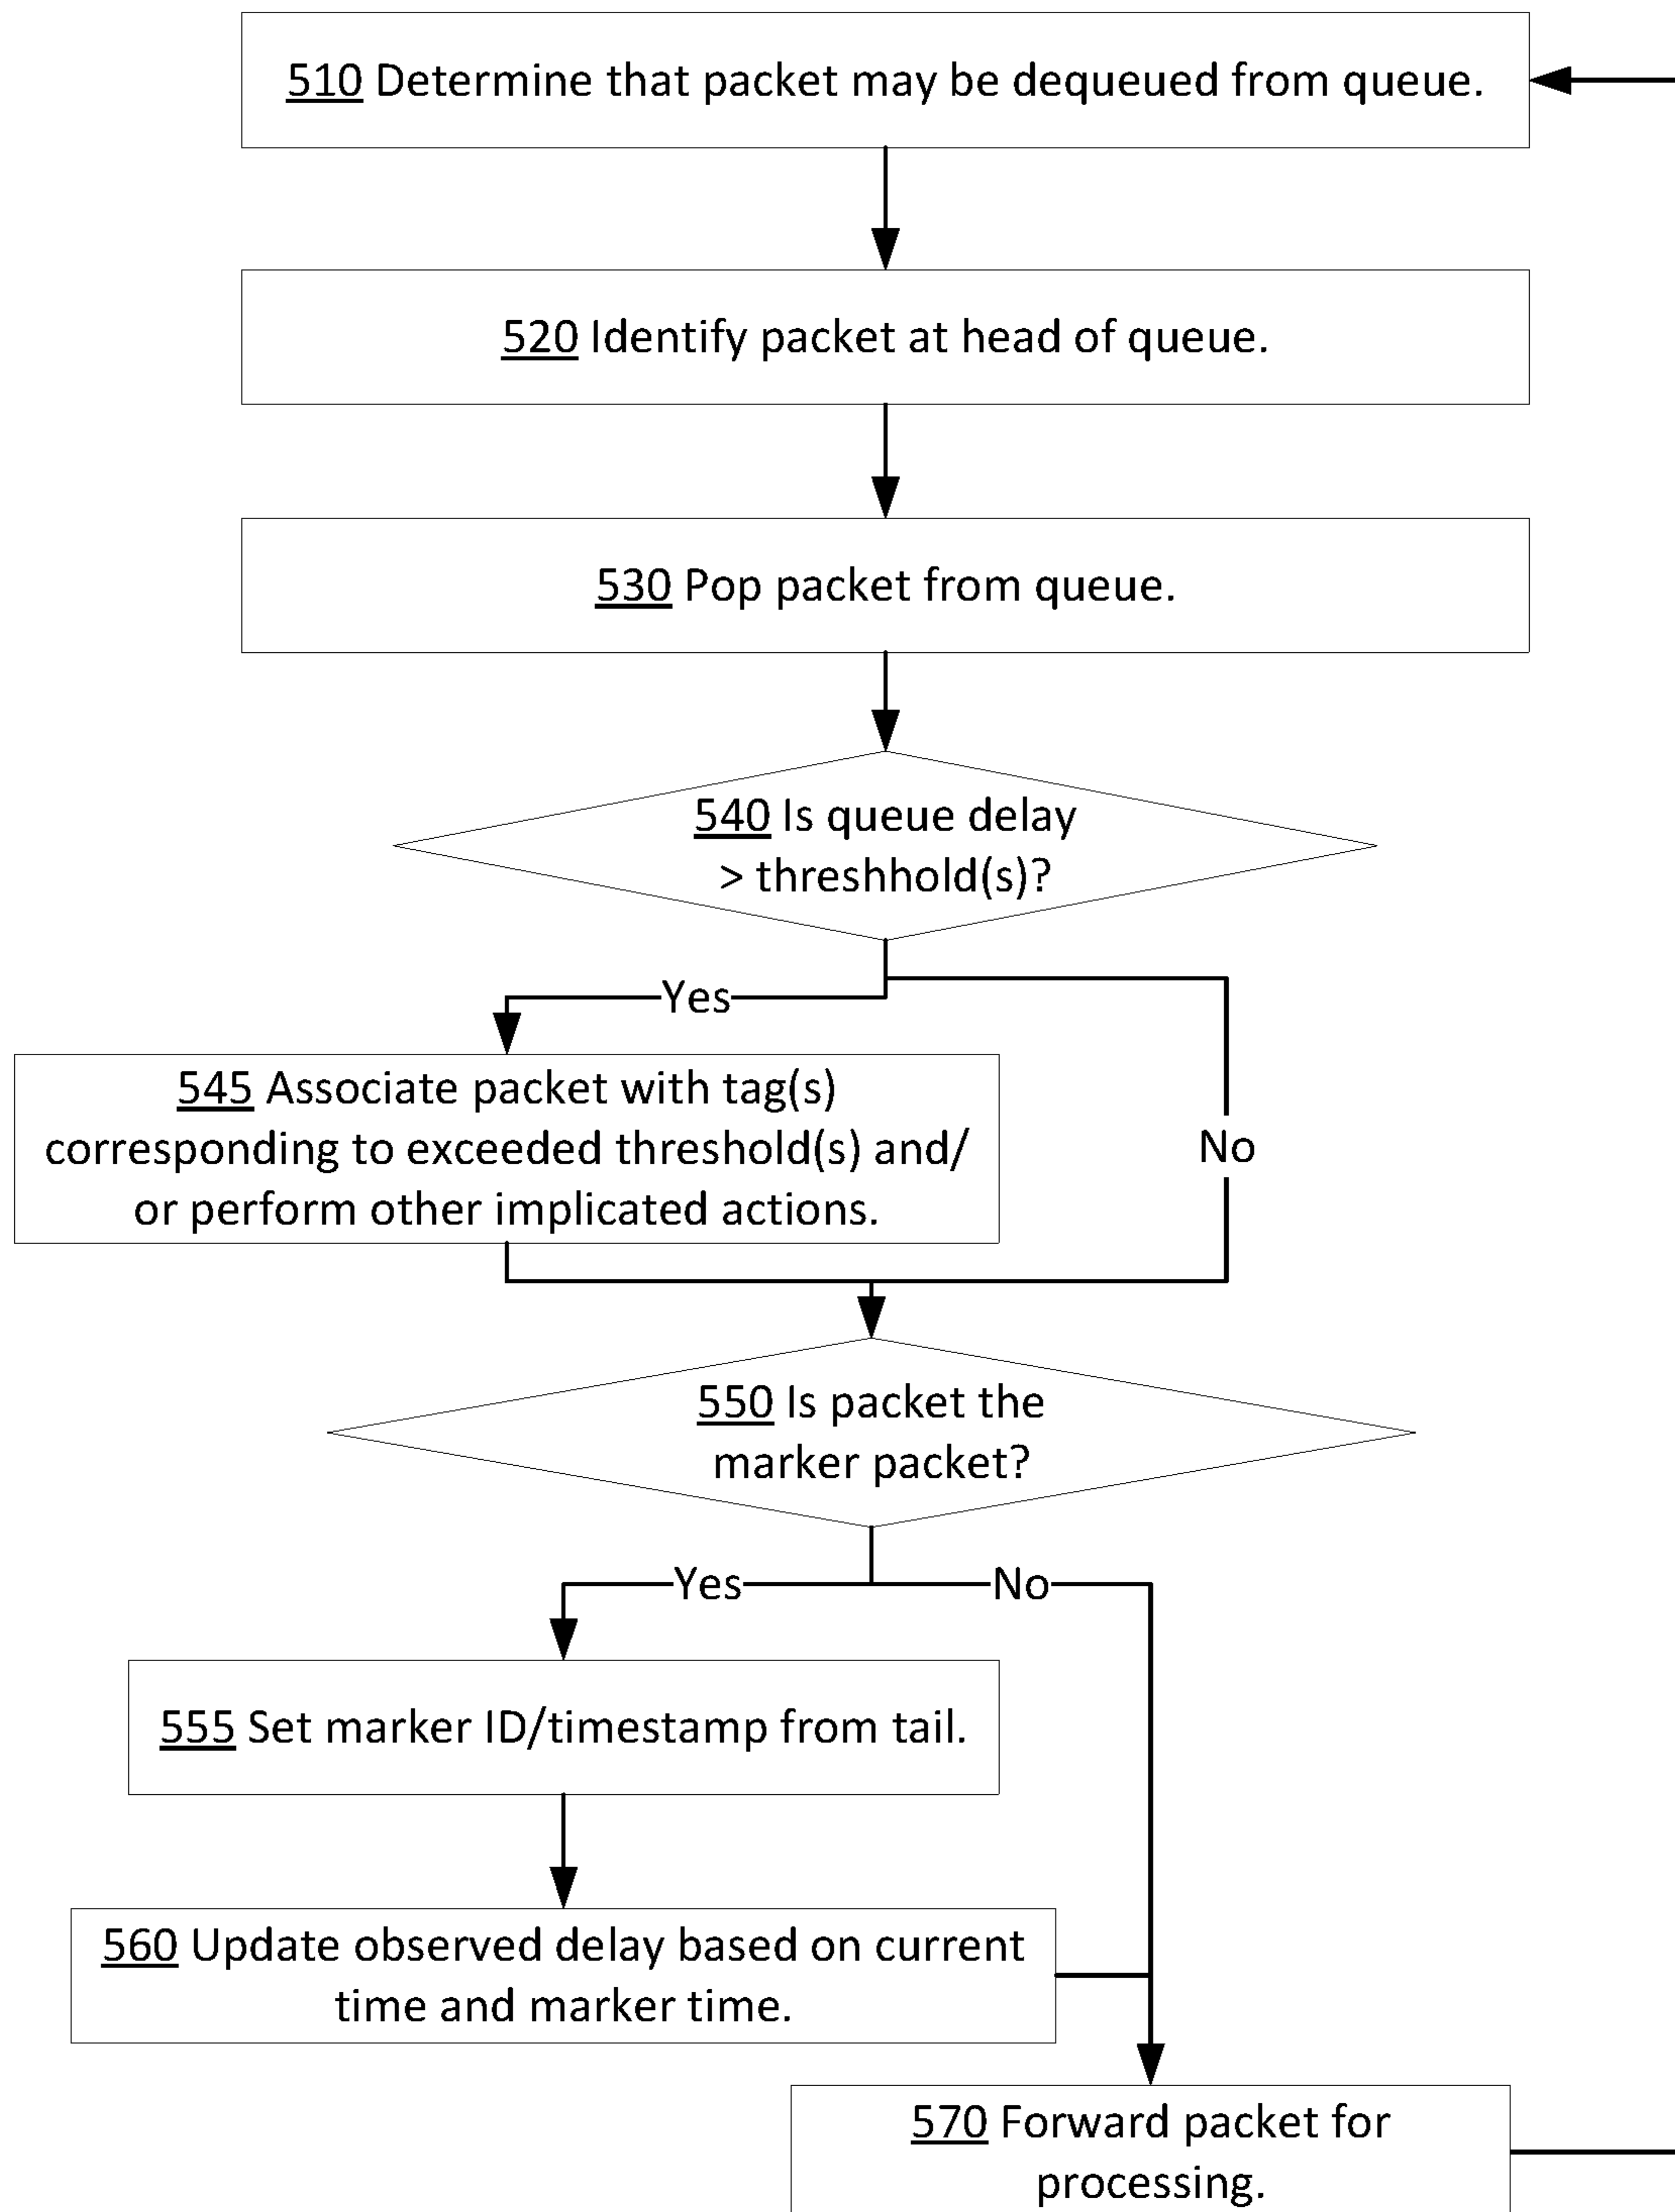 510 Determine that packet may be dequeued from queue.
520 Identify packet at head of queue.
530 Pop packet from queue.
540 Is queue delay
> threshhold(s)?
Yes
545 Associate packet with tag(s)
corresponding to exceeded threshold(s) and/
or perform other implicated actions.
No
550 Is packet the
marker packet?
Yes
No
555 Set marker ID/timestamp from tail.
560 Update observed delay based on current
time and marker time.
570 Forward packet for
processing.